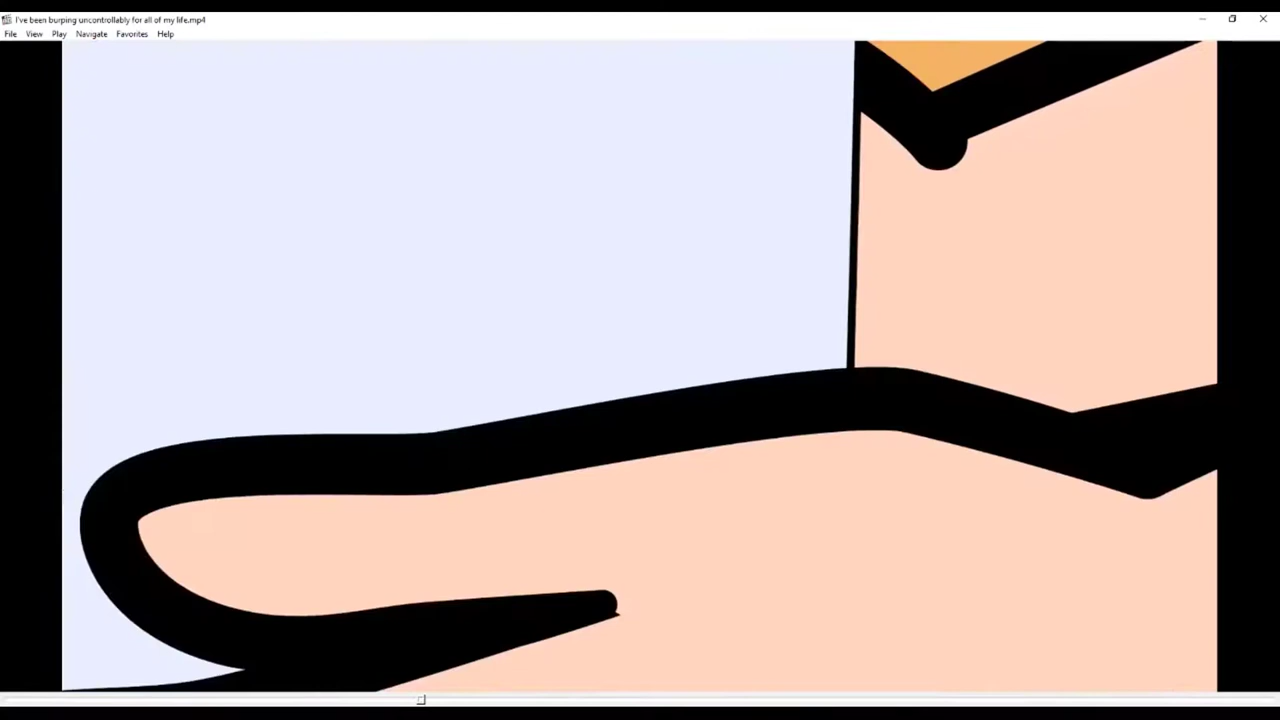 I've been burping uncontrollably for all of my life.mp4
File View Play Navigate Favorites Help